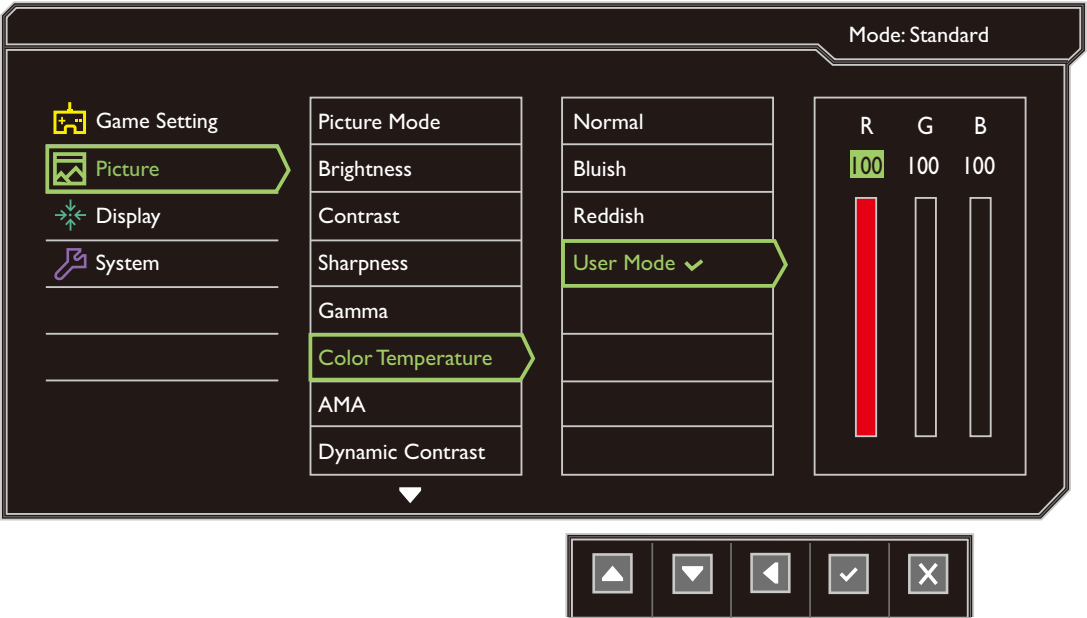 Mode: Standard
Game Setting
Picture
Display
System
Picture Mode
Brightness
Contrast
Sharpness
Gamma
Color Temperature
AMA
Dynamic Contrast
Normal
Bluish
Reddish
User Mode
R G B
100 100 100